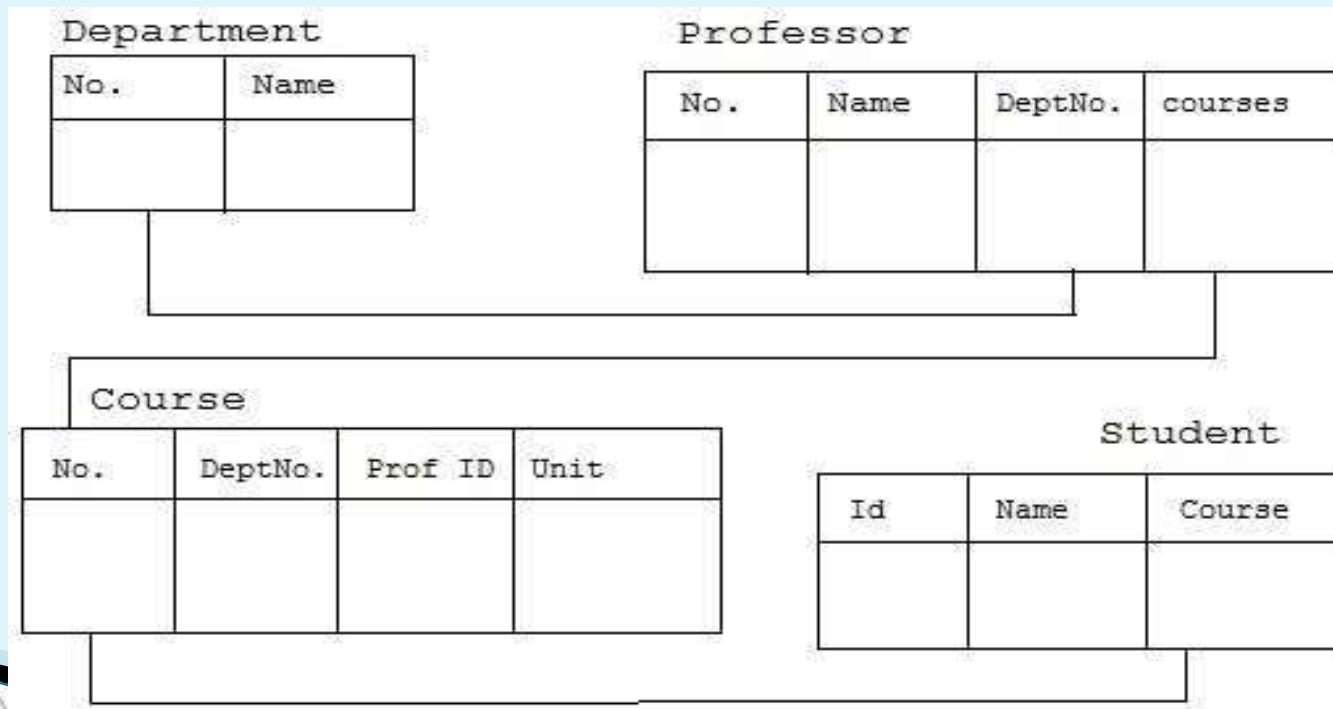 Department
No. Name
Professor
No. Name DeptNo. courses
Course
No. DeptNo. Prof ID Unit
Student
Id Name Course